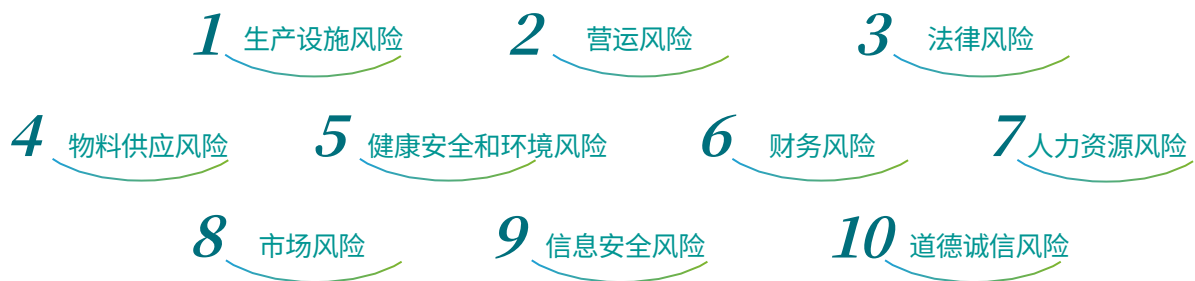 1 生产设施风险 2 营运风险 3 法律风险
4 物料供应风险 5 健康安全和环境风险 6 财务风险 7 人力资源风险
8 市场风险 9 信息安全风险 10 道德诚信风险